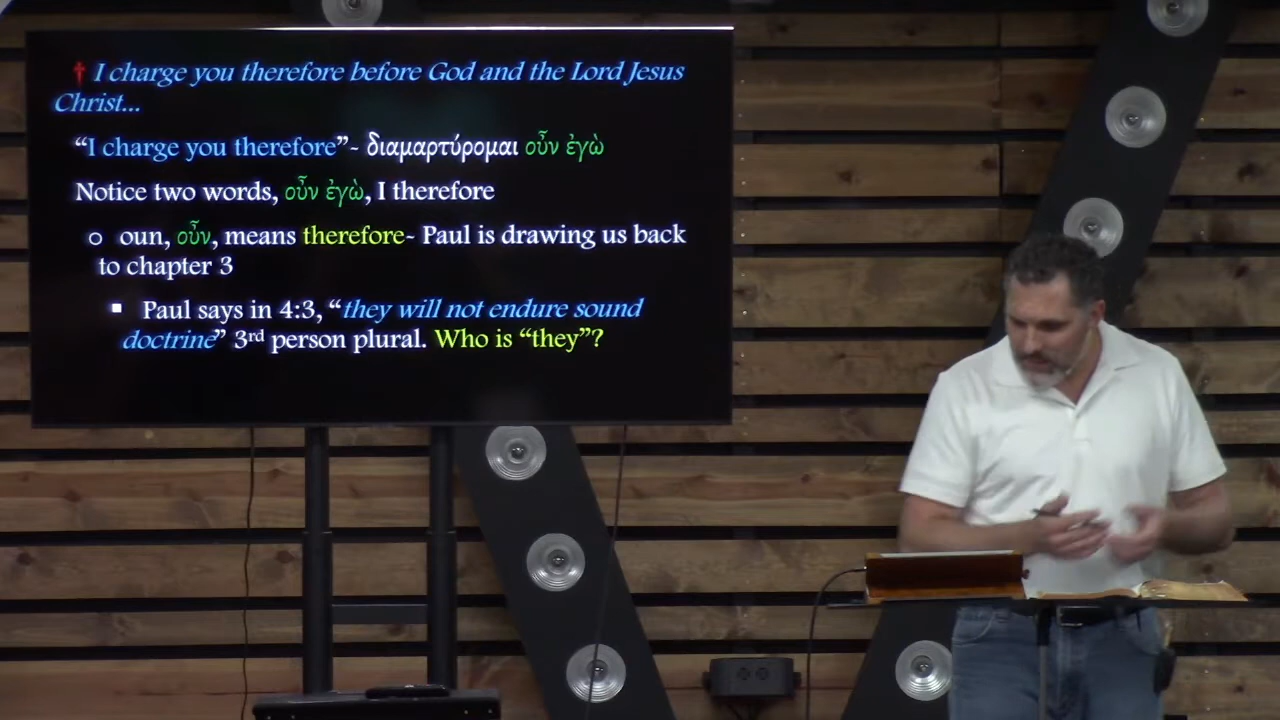 † I charge you therefore before God and the Lord Jesus
Christ...
“I charge you therefore”- διαμαρτύρομαι οὖν ἐγὼ
Notice two words, οὖν ἐγὼ, I therefore
o oun, οὖν, means therefore- Paul is drawing us back
to chapter 3
▪ Paul says in 4:3, “they will not endure sound
doctrine” 3rd person plural. Who is “they”?